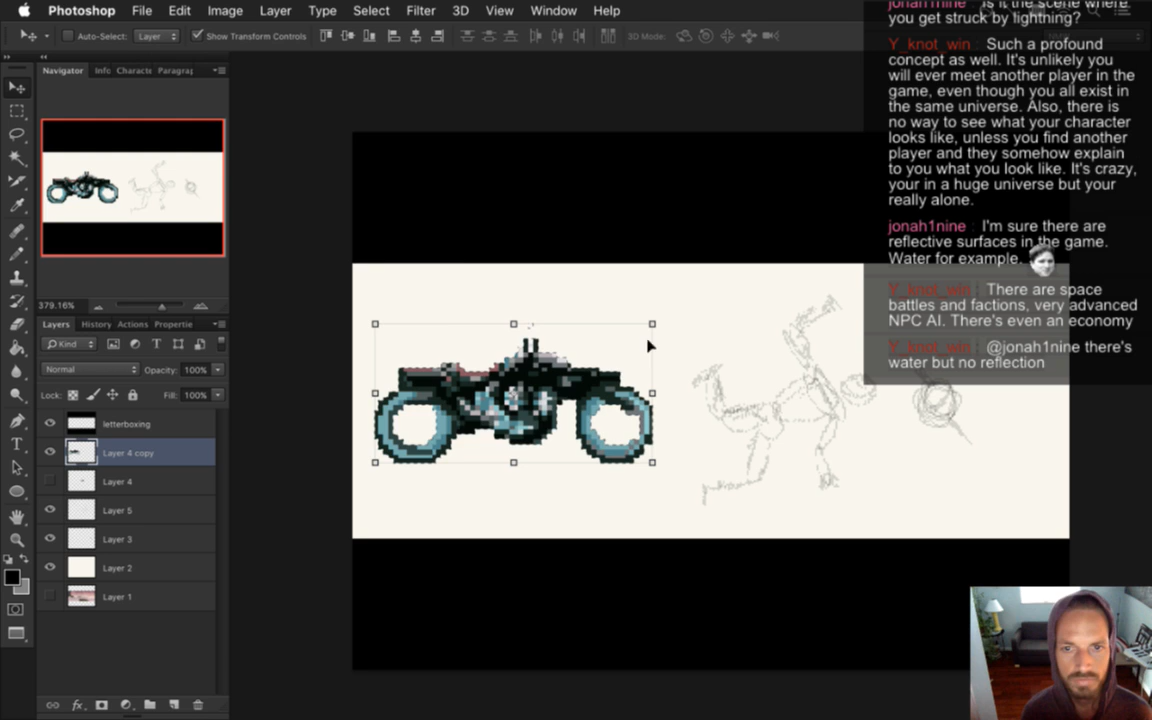 Photoshop File Edit Image Layer Type Select Filter 3D View Window Help
Auto-Select: Layer Show Transform Controls 3D Mode:
Navigator Info Characte Paragraj
379.16%
Layers History Actions Propertie
Kind
Normal Opacity: 100%
Lock: Fill: 100%
letterboxing
Layer 4 copy
Layer 4
Layer 5
Layer 3
Layer 2
Layer 1
jonah1nine : Is it the scene where
you get struck by lightning?
Y_knot_win : Such a profound
concept as well. It's unlikely you
will ever meet another player in the
game, even though you all exist in
the same universe. Also, there is
no way to see what your character
looks like, unless you find another
player and they somehow explain
to you what you look like. It's crazy,
your in a huge universe but your
really alone.
jonah1nine : I'm sure there are
reflective surfaces in the game.
Water for example.
Y_knot_win : There are space
battles and factions, very advanced
NPC AI. There's even an economy
Y_knot_win : @jonah1nine there's
water but no reflection